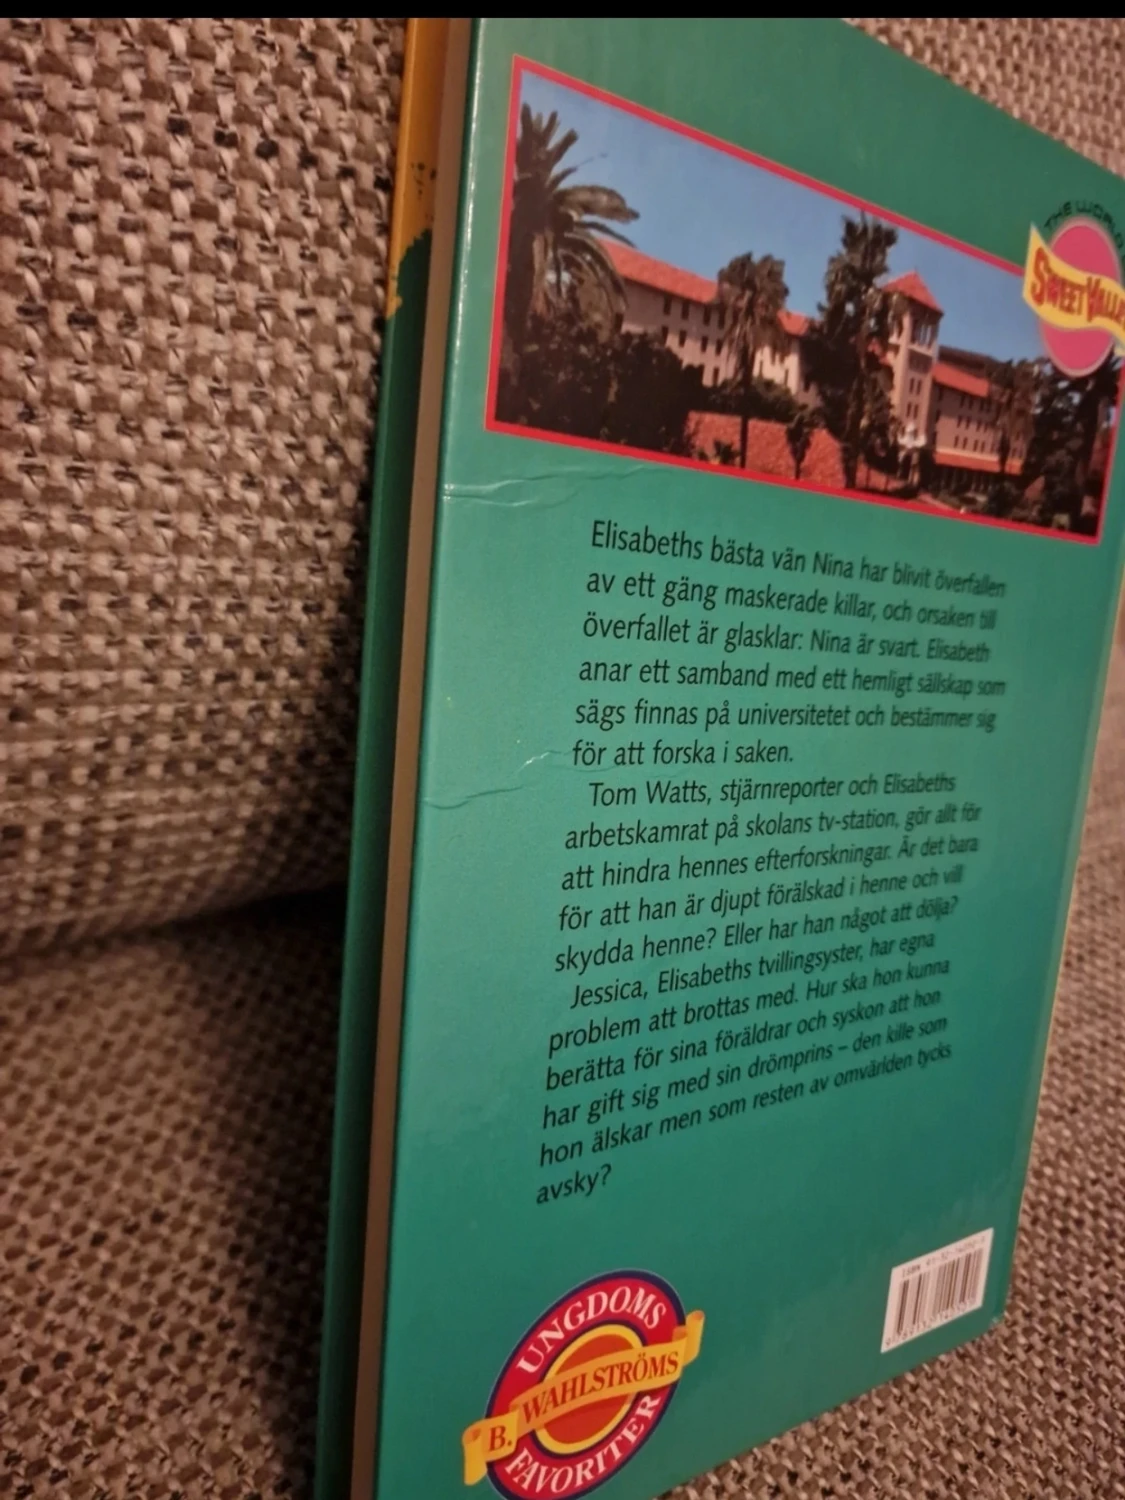 THE WORLD
SWEET VALLE
Elisabeths bästa vän Nina har blivit överfallen
av ett gäng maskerade killar, och orsaken till
överfallet är glasklar: Nina är svart. Elisabeth
anar ett samband med ett hemligt sällskap som
sägs finnas på universitetet och bestämmer sig
för att forska i saken.
Tom Watts, stjärnreporter och Elisabeths
arbetskamrat på skolans tv-station, gör allt för
att hindra hennes efterforskningar. Är det bara
för att han är djupt förälskad i henne och vill
skydda henne? Eller har han något att dölja?
Jessica, Elisabeths tvillingsyster, har egna
problem att brottas med. Hur ska hon kunna
berätta för sina föräldrar och syskon att hon
har gift sig med sin drömprins – den kille som
hon älskar men som resten av omvärlden tycks
avsky?
ISBN
UNGDOMS
B. WAHLSTRÖMS
FAVORITER